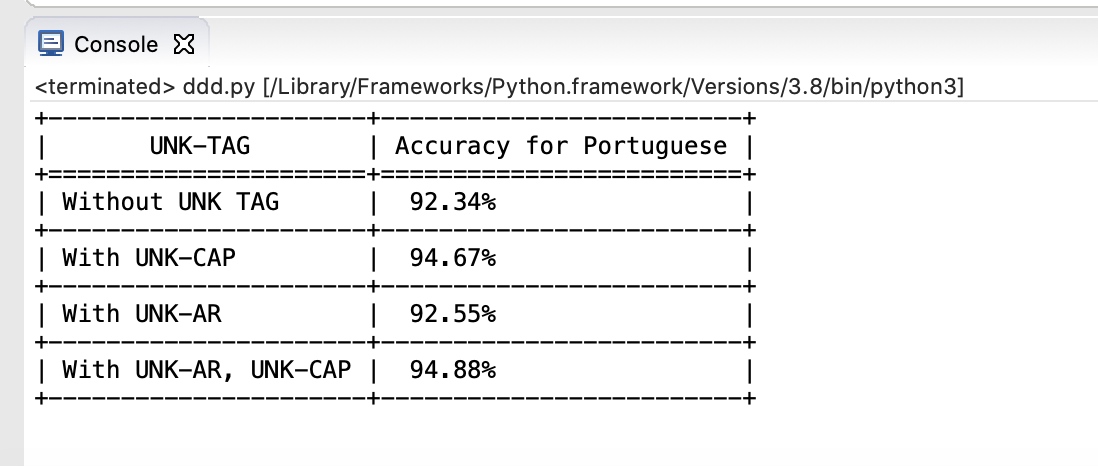 Console
<terminated> ddd.py [/Library/Frameworks/Python.framework/Versions/3.8/bin/python3]
+----------------------+-------------------------+
|       UNK-TAG        | Accuracy for Portuguese |
+======================+=========================+
| Without UNK TAG      |  92.34%                 |
+----------------------+-------------------------+
| With UNK-CAP         |  94.67%                 |
+----------------------+-------------------------+
| With UNK-AR          |  92.55%                 |
+----------------------+-------------------------+
| With UNK-AR, UNK-CAP |  94.88%                 |
+----------------------+-------------------------+